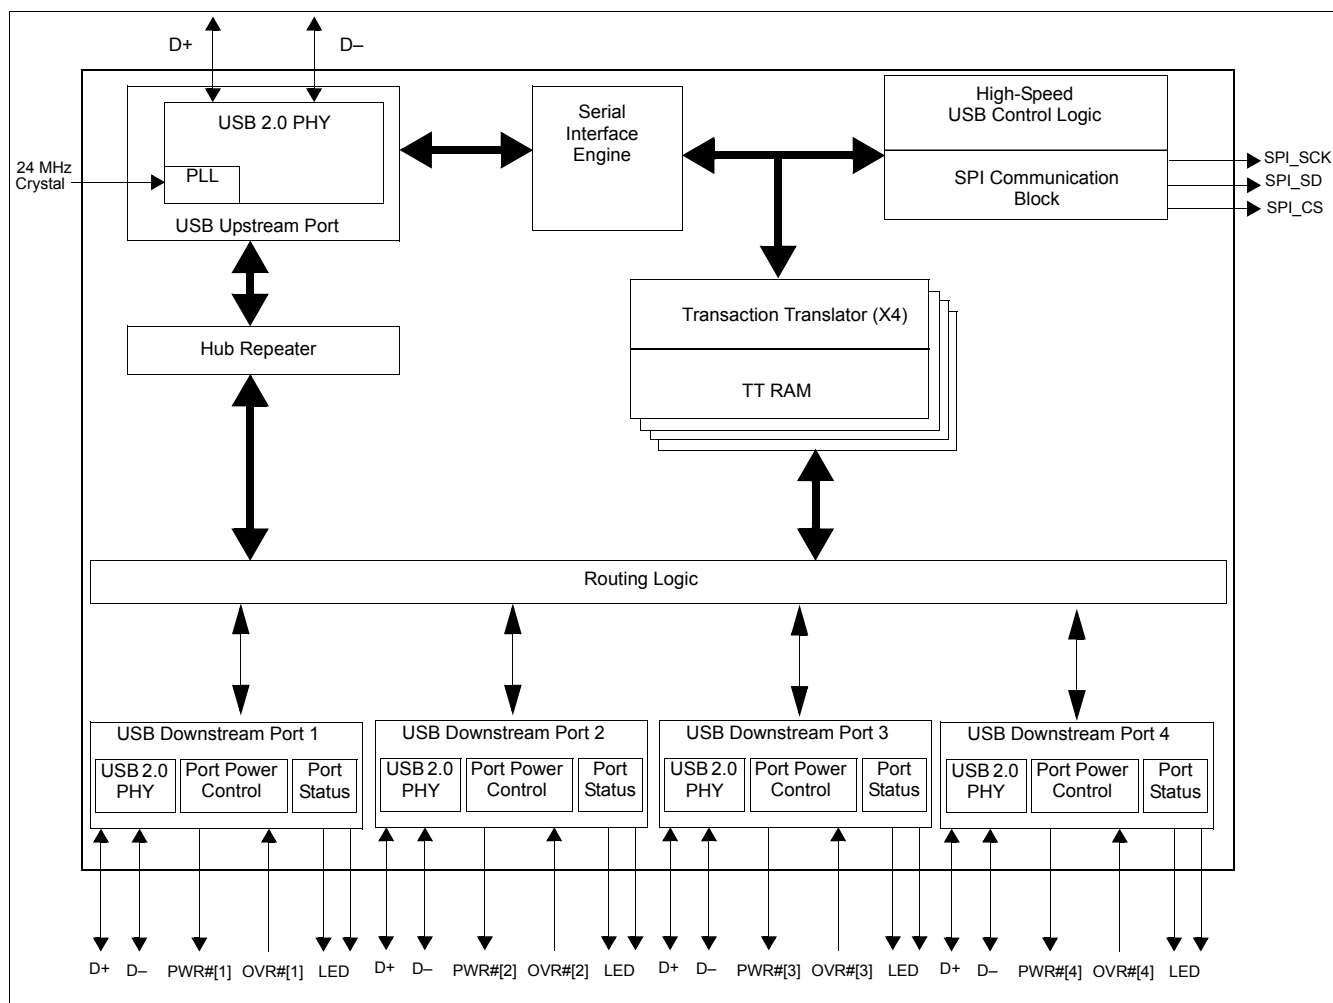 D+
D–
USB 2.0 PHY
PLL
24 MHz
Crystal
USB Upstream Port
Serial
Interface
Engine
High-Speed
USB Control Logic
SPI Communication
Block
SPI_SCK
SPI_SD
SPI_CS
Hub Repeater
Transaction Translator (X4)
TT RAM
Routing Logic
USB Downstream Port 1
USB 2.0
PHY
Port Power
Control
Port
Status
USB Downstream Port 2
USB 2.0
PHY
Port Power
Control
Port
Status
USB Downstream Port 3
USB 2.0
PHY
Port Power
Control
Port
Status
USB Downstream Port 4
USB 2.0
PHY
Port Power
Control
Port
Status
D+
D–
PWR#[1]
OVR#[1]
LED
D+
D–
PWR#[2]
OVR#[2]
LED
D+
D–
PWR#[3]
OVR#[3]
LED
D+
D–
PWR#[4]
OVR#[4]
LED